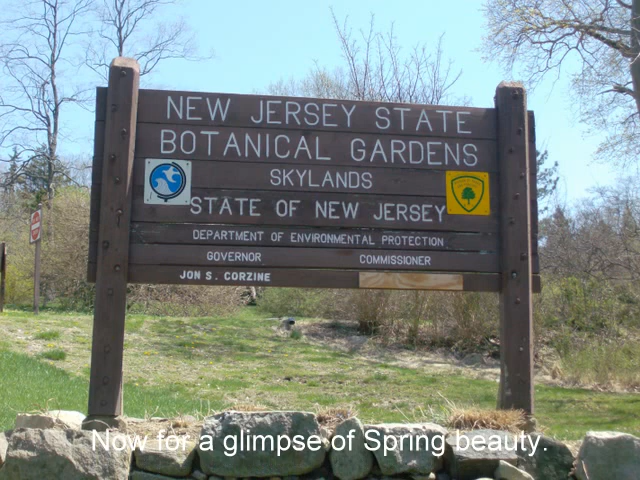 NEW JERSEY STATE
BOTANICAL GARDENS
SKYLANDS
STATE OF NEW JERSEY
DEPARTMENT OF ENVIRONMENTAL PROTECTION
GOVERNOR COMMISSIONER
JON S. CORZINE
Now for a glimpse of Spring beauty.